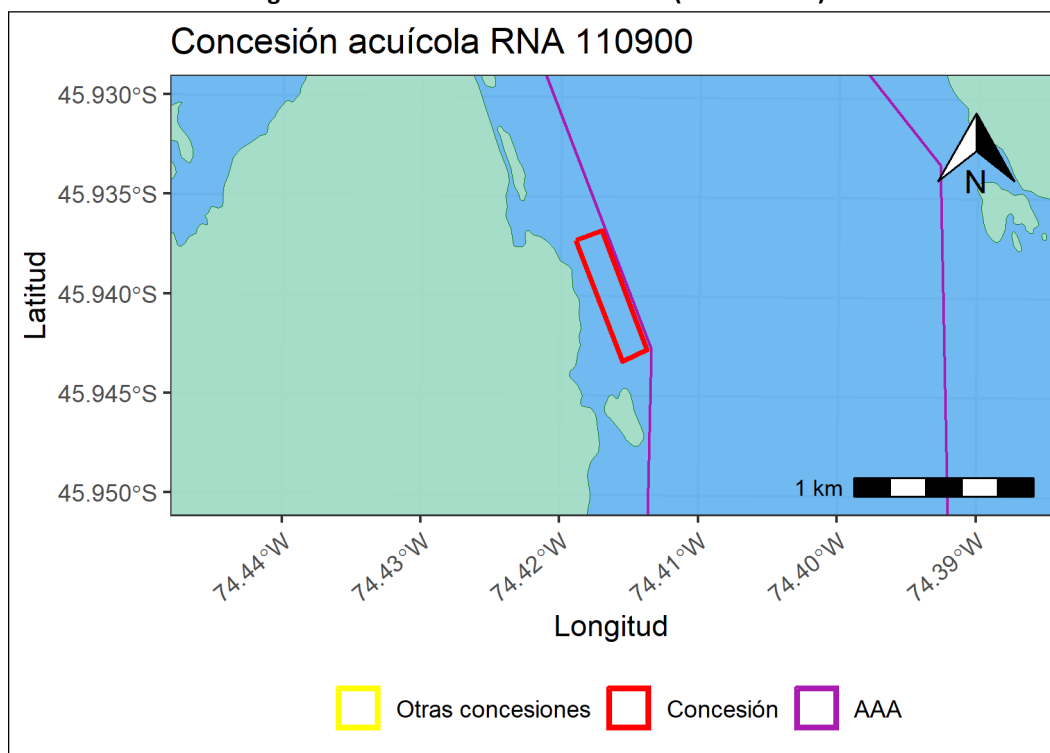 Concesión acuícola RNA 110900
45.930°S
45.935°S
45.940°S
45.945°S
45.950°S
Latitud
N
1 km
74.44°W
74.43°W
74.42°W
74.41°W
74.40°W
74.39°W
Longitud
Otras concesiones
Concesión
AAA